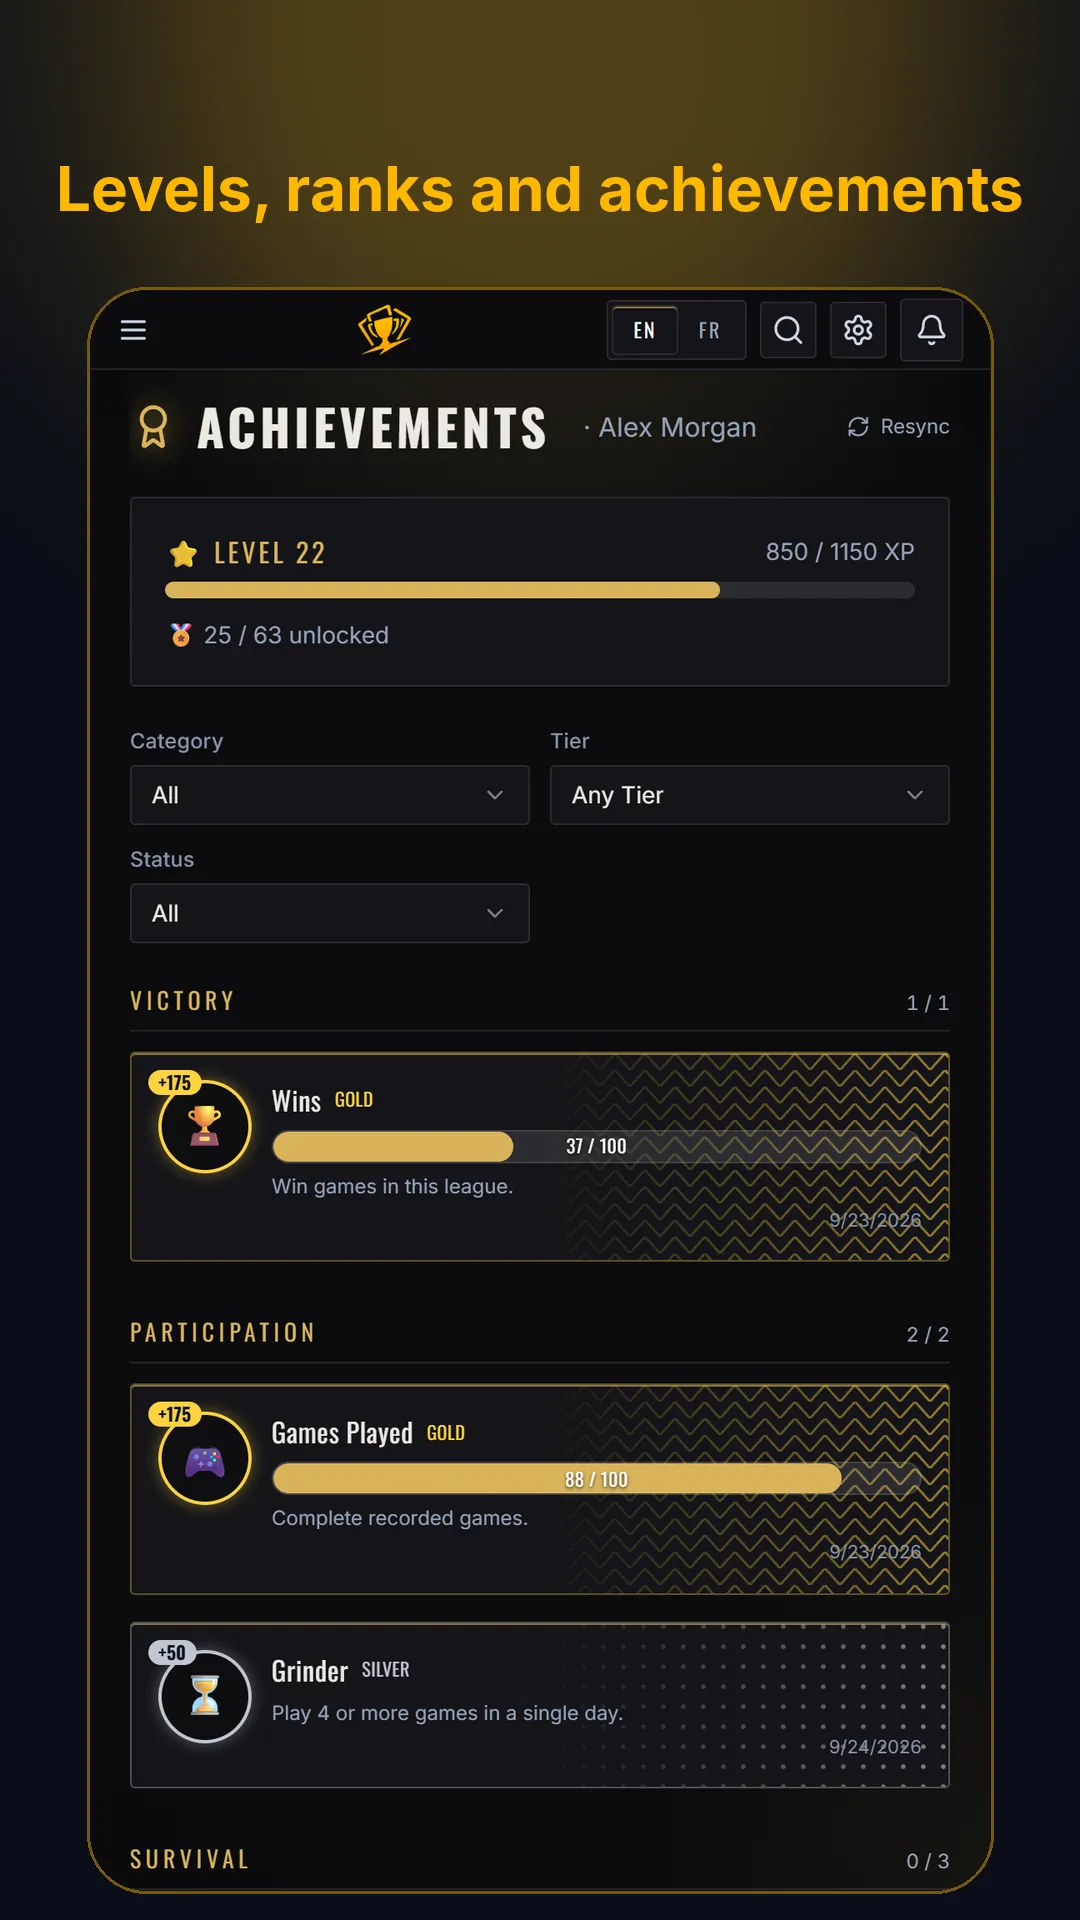 Levels, ranks and achievements
EN FR
ACHIEVEMENTS · Alex Morgan Resync
LEVEL 22 850 / 1150 XP
25 / 63 unlocked
Category Tier
All Any Tier
Status
All
VICTORY 1 / 1
+175
Wins GOLD
37 / 100
Win games in this league.
9/23/2026
PARTICIPATION 2 / 2
+175
Games Played GOLD
88 / 100
Complete recorded games.
9/23/2026
+50
Grinder SILVER
Play 4 or more games in a single day.
9/24/2026
SURVIVAL 0 / 3